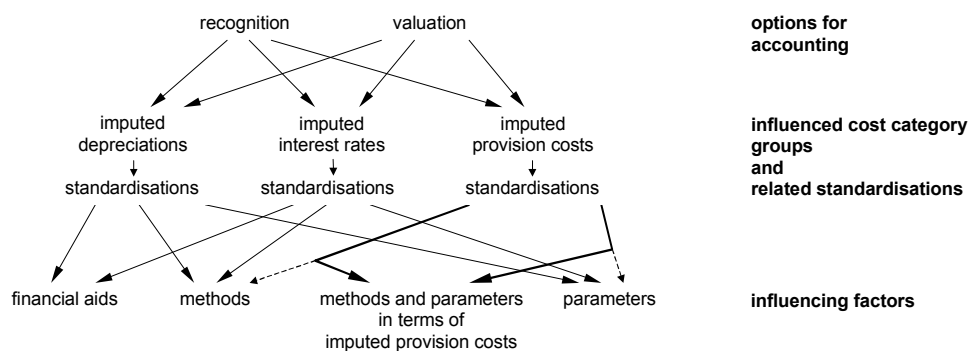 recognition valuation options for
accounting
imputed imputed imputed influenced cost category
depreciations interest rates provision costs groups
and
standardisations standardisations standardisations related standardisations
financial aids methods methods and parameters parameters influencing factors
in terms of
imputed provision costs